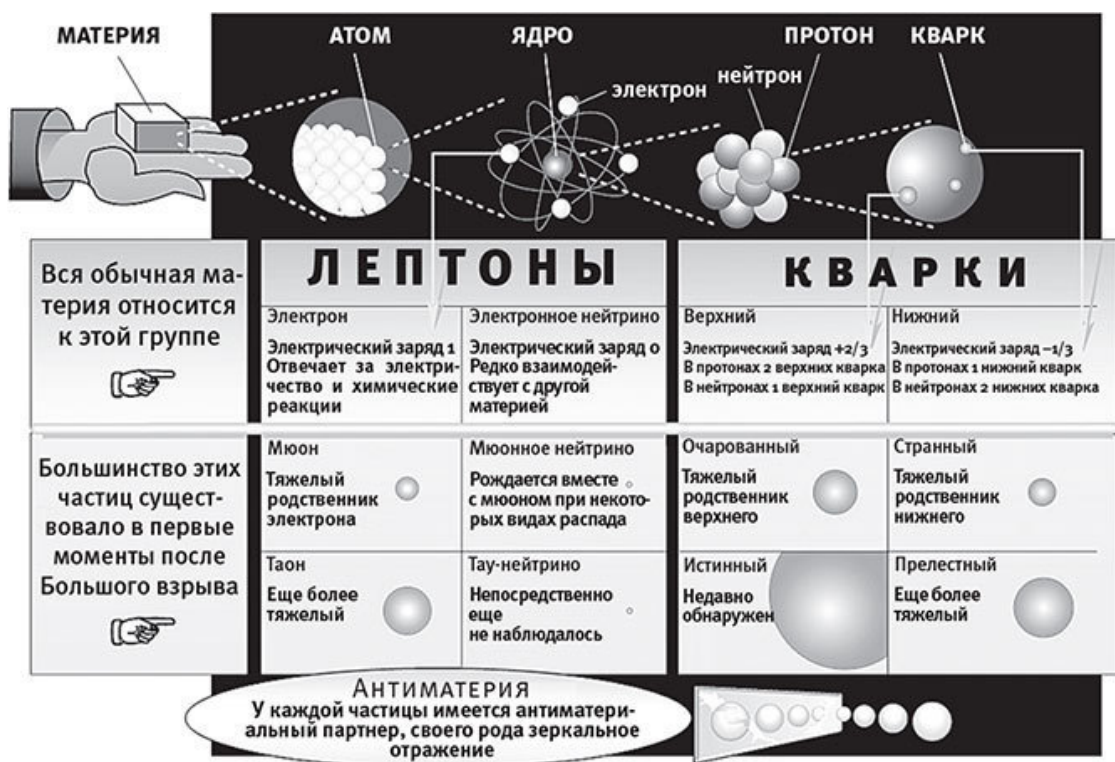 МАТЕРИЯ
АТОМ
ЯДРО
ПРОТОН
КВАРК
электрон
нейтрон
Вся обычная ма-
терия относится
к этой группе
ЛЕПТОНЫ
Электрон
Электрический заряд 1
Отвечает за электри-
чество и химические
реакции
Электронное нейтрино
Электрический заряд 0
Редко взаимодей-
ствует с другой
материей
КВАРКИ
Верхний
Электрический заряд +2/3
В протонах 2 верхних кварка
В нейтронах 1 верхний кварк
Нижний
Электрический заряд –1/3
В протонах 1 нижний кварк
В нейтронах 2 нижних кварка
Большинство этих
частиц сущест-
вовало в первые
моменты после
Большого взрыва
Мюон
Тяжелый
родственник
электрона
Мюонное нейтрино
Рождается вместе
с мюоном при некото-
рых видах распада
Очарованный
Тяжелый
родственник
верхнего
Странный
Тяжелый
родственник
нижнего
Таон
Еще более
тяжелый
Тау-нейтрино
Непосредственно
еще
не наблюдалось
Истинный
Недавно
обнаружен
Прелестный
Еще более
тяжелый
Антиматерия
У каждой частицы имеется антиматери-
альный партнер, своего рода зеркальное
отражение